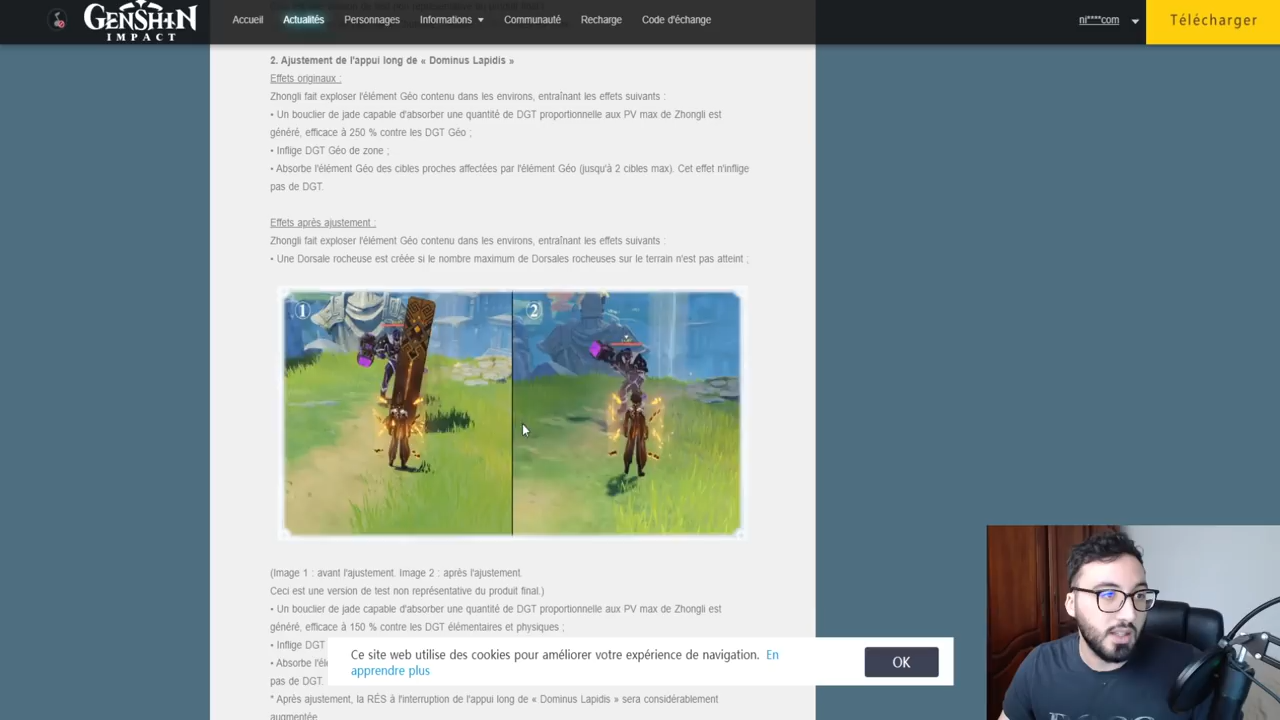 GENSHIN
IMPACT
Accueil
Actualités
Personnages
Informations
Communauté
Recharge
Code d'échange
ni****com
Télécharger
2. Ajustement de l'appui long de « Dominus Lapidis »
Effets originaux :
Zhongli fait exploser l'élément Géo contenu dans les environs, entraînant les effets suivants :
• Un bouclier de jade capable d'absorber une quantité de DGT proportionnelle aux PV max de Zhongli est
généré, efficace à 250 % contre les DGT Géo ;
• Inflige DGT Géo de zone ;
• Absorbe l'élément Géo des cibles proches affectées par l'élément Géo (jusqu'à 2 cibles max). Cet effet n'inflige
pas de DGT.
Effets après ajustement :
Zhongli fait exploser l'élément Géo contenu dans les environs, entraînant les effets suivants :
• Une Dorsale rocheuse est créée si le nombre maximum de Dorsales rocheuses sur le terrain n'est pas atteint ;
1
2
(Image 1 : avant l'ajustement. Image 2 : après l'ajustement.
Ceci est une version de test non représentative du produit final.)
• Un bouclier de jade capable d'absorber une quantité de DGT proportionnelle aux PV max de Zhongli est
généré, efficace à 150 % contre les DGT élémentaires et physiques ;
• Inflige DGT
• Absorbe l'élé
pas de DGT.
Ce site web utilise des cookies pour améliorer votre expérience de navigation. En
apprendre plus
OK
* Après ajustement, la RÉS à l'interruption de l'appui long de « Dominus Lapidis » sera considérablement
augmentée.